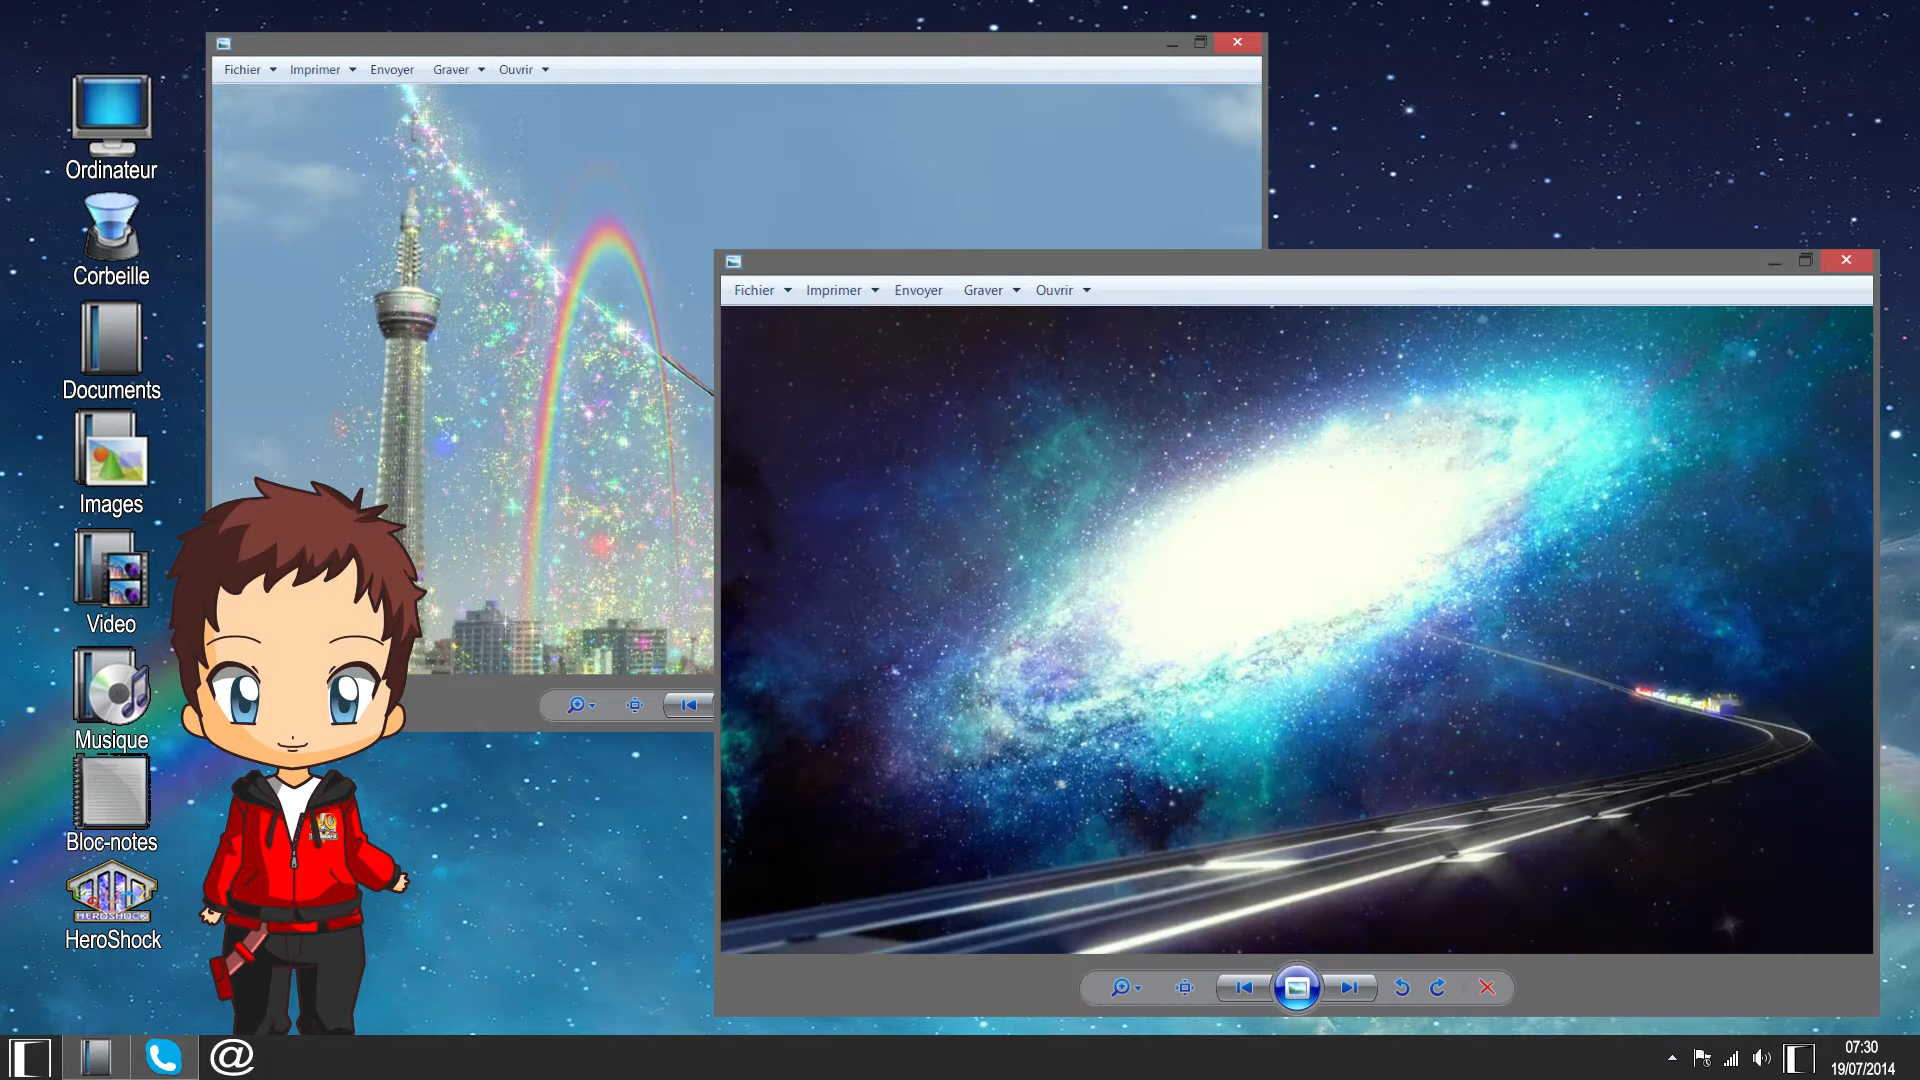 Fichier Imprimer Envoyer Graver Ouvrir
Ordinateur
Corbeille
Fichier Imprimer Envoyer Graver Ouvrir
Documents
Images
Video
Musique
Bloc-notes
HEROSHOCK
HeroShock
@
07:30
19/07/2014